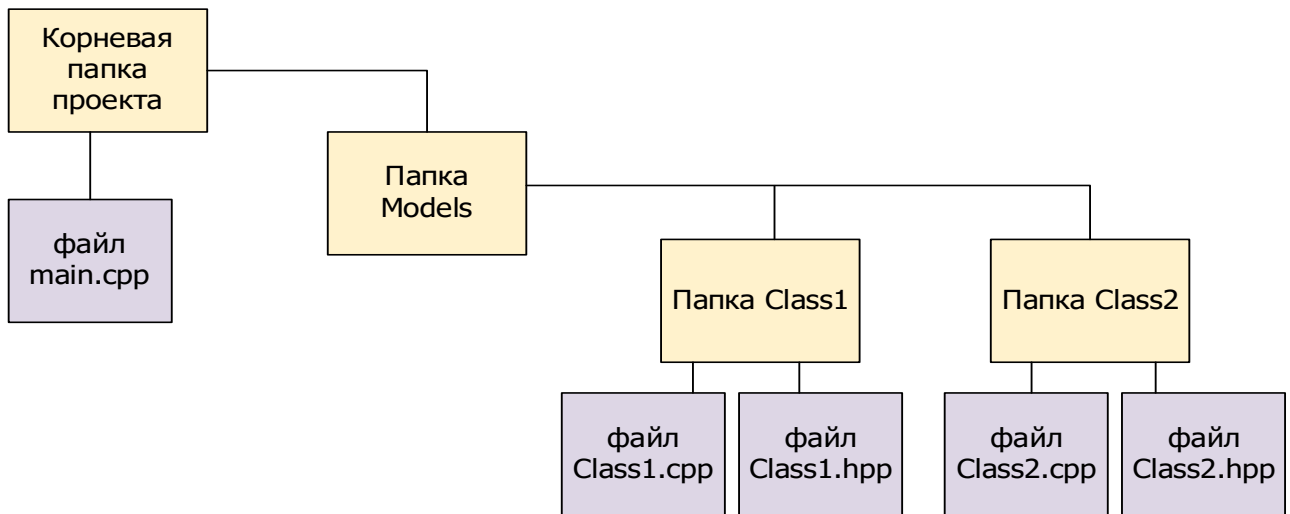 Корневая
папка
проекта
Папка
Models
файл
main.cpp
Папка Class1
Папка Class2
файл
Class1.cpp
файл
Class1.hpp
файл
Class2.cpp
файл
Class2.hpp